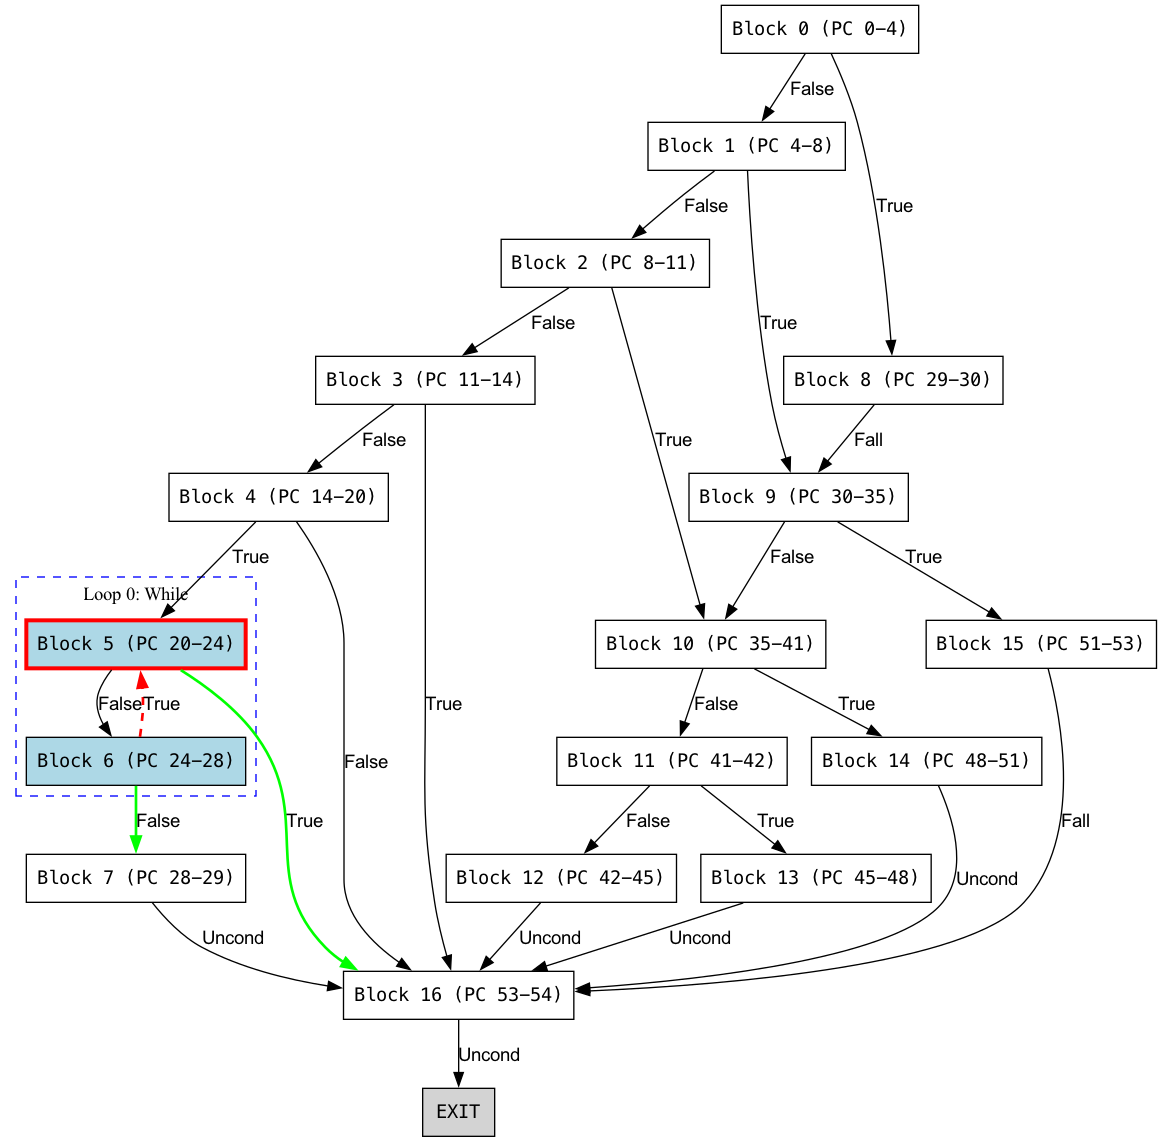 Block 0 (PC 0–4)
False
Block 1 (PC 4–8)
False
True
Block 2 (PC 8–11)
False
True
Block 3 (PC 11–14)
Block 8 (PC 29–30)
False
True
Fall
Block 4 (PC 14–20)
Block 9 (PC 30–35)
True
False
True
Loop 0: While
Block 5 (PC 20–24)
Block 10 (PC 35–41)
Block 15 (PC 51–53)
False
True
True
False
True
Block 6 (PC 24–28)
False
Block 11 (PC 41–42)
Block 14 (PC 48–51)
False
True
False
True
Fall
Block 7 (PC 28–29)
Block 12 (PC 42–45)
Block 13 (PC 45–48)
Uncond
Uncond
Uncond
Uncond
Block 16 (PC 53–54)
Uncond
EXIT